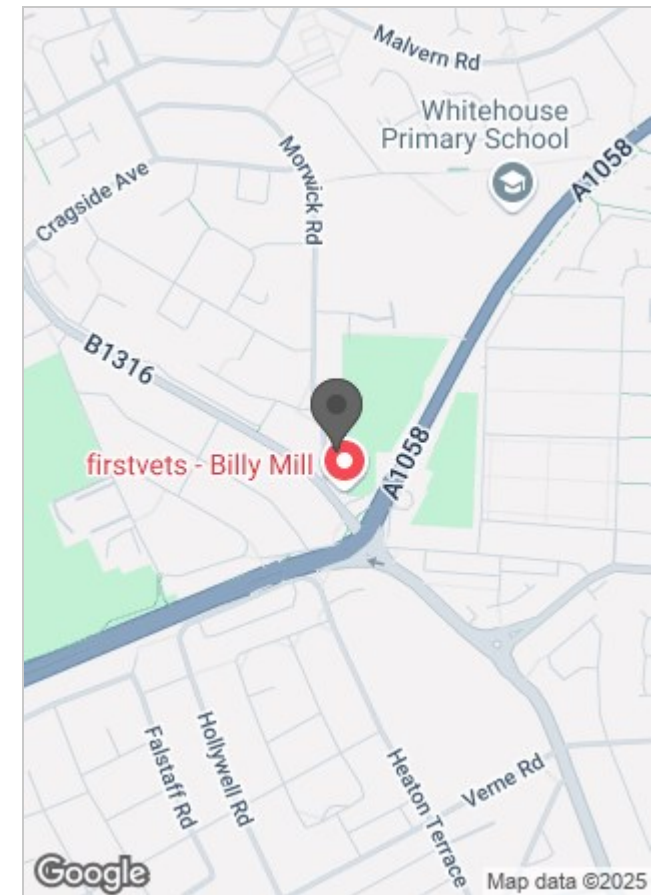 Malvern Rd
Whitehouse
Primary School
A1058
Morwick Rd
Cragside Ave
B1316
firstvets - Billy Mill
A1058
Falstaff Rd
Hollywell Rd
Heaton Terrace
Verne Rd
Google
Map data ©2025